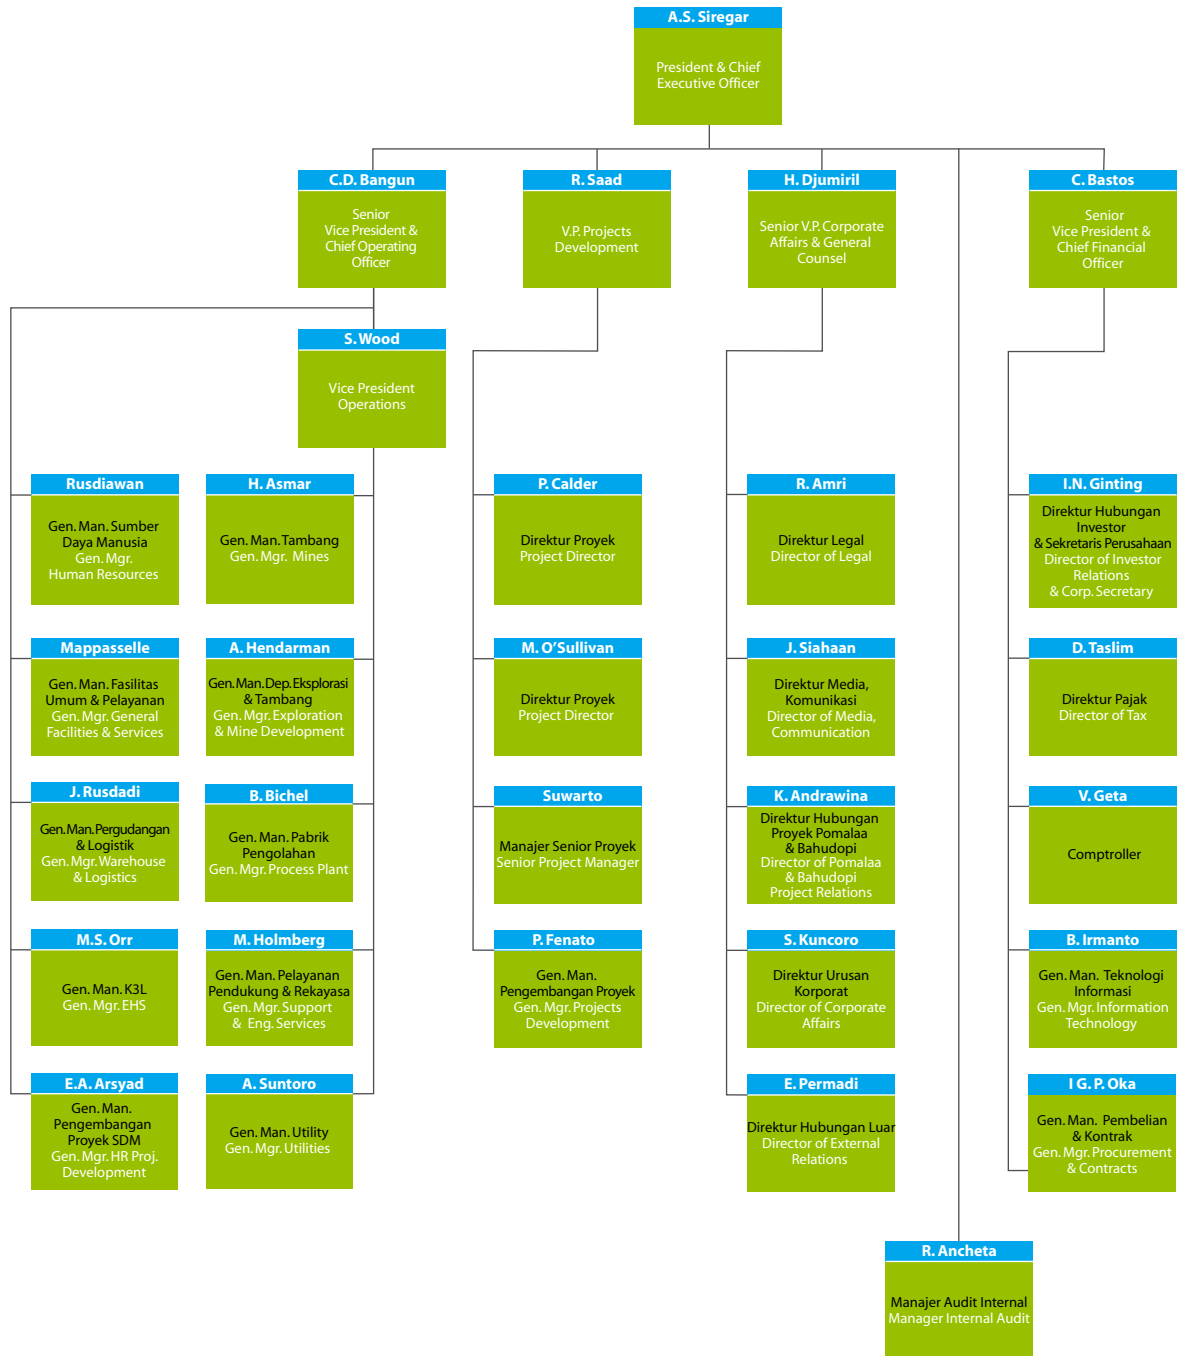 A.S. Siregar
President & Chief
Executive Officer
C.D. Bangun
Senior
Vice President &
Chief Operating
Officer
R. Saad
V.P. Projects
Development
H. Djumiril
Senior V.P. Corporate
Affairs & General
Counsel
C. Bastos
Senior
Vice President &
Chief Financial
Officer
S. Wood
Vice President
Operations
Rusdiawan
Gen. Man. Sumber
Daya Manusia
Gen. Mgr.
Human Resources
H. Asmar
Gen. Man. Tambang
Gen. Mgr. Mines
P. Calder
Direktur Proyek
Project Director
R. Amri
Direktur Legal
Director of Legal
I.N. Ginting
Direktur Hubungan
Investor
& Sekretaris Perusahaan
Director of Investor
Relations
& Corp. Secretary
Mappasselle
Gen. Man. Fasilitas
Umum & Pelayanan
Gen. Mgr. General
Facilities & Services
A. Hendarman
Gen. Man. Dep. Eksplorasi
& Tambang
Gen. Mgr. Exploration
& Mine Development
M. O'Sullivan
Direktur Proyek
Project Director
J. Siahaan
Direktur Media,
Komunikasi
Director of Media,
Communication
D. Taslim
Direktur Pajak
Director of Tax
J. Rusdadi
Gen. Man. Pergudangan
& Logistik
Gen. Mgr. Warehouse
& Logistics
B. Bichel
Gen. Man. Pabrik
Pengolahan
Gen. Mgr. Process Plant
Suwarto
Manajer Senior Proyek
Senior Project Manager
K. Andrawina
Direktur Hubungan
Proyek Pomalaa
& Bahudopi
Director of Pomalaa
& Bahudopi
Project Relations
V. Geta
Comptroller
M.S. Orr
Gen. Man. K3L
Gen. Mgr. EHS
M. Holmberg
Gen. Man. Pelayanan
Pendukung & Rekayasa
Gen. Mgr. Support
& Eng. Services
P. Fenato
Gen. Man.
Pengembangan Proyek
Gen. Mgr. Projects
Development
S. Kuncoro
Direktur Urusan
Korporat
Director of Corporate
Affairs
B. Irmanto
Gen. Man. Teknologi
Informasi
Gen. Mgr. Information
Technology
E.A. Arsyad
Gen. Man.
Pengembangan
Proyek SDM
Gen. Mgr. HR Proj.
Development
A. Suntoro
Gen. Man. Utility
Gen. Mgr. Utilities
E. Permadi
Direktur Hubungan Luar
Director of External
Relations
I G. P. Oka
Gen. Man. Pembelian
& Kontrak
Gen. Mgr. Procurement
& Contracts
R. Ancheta
Manajer Audit Internal
Manager Internal Audit